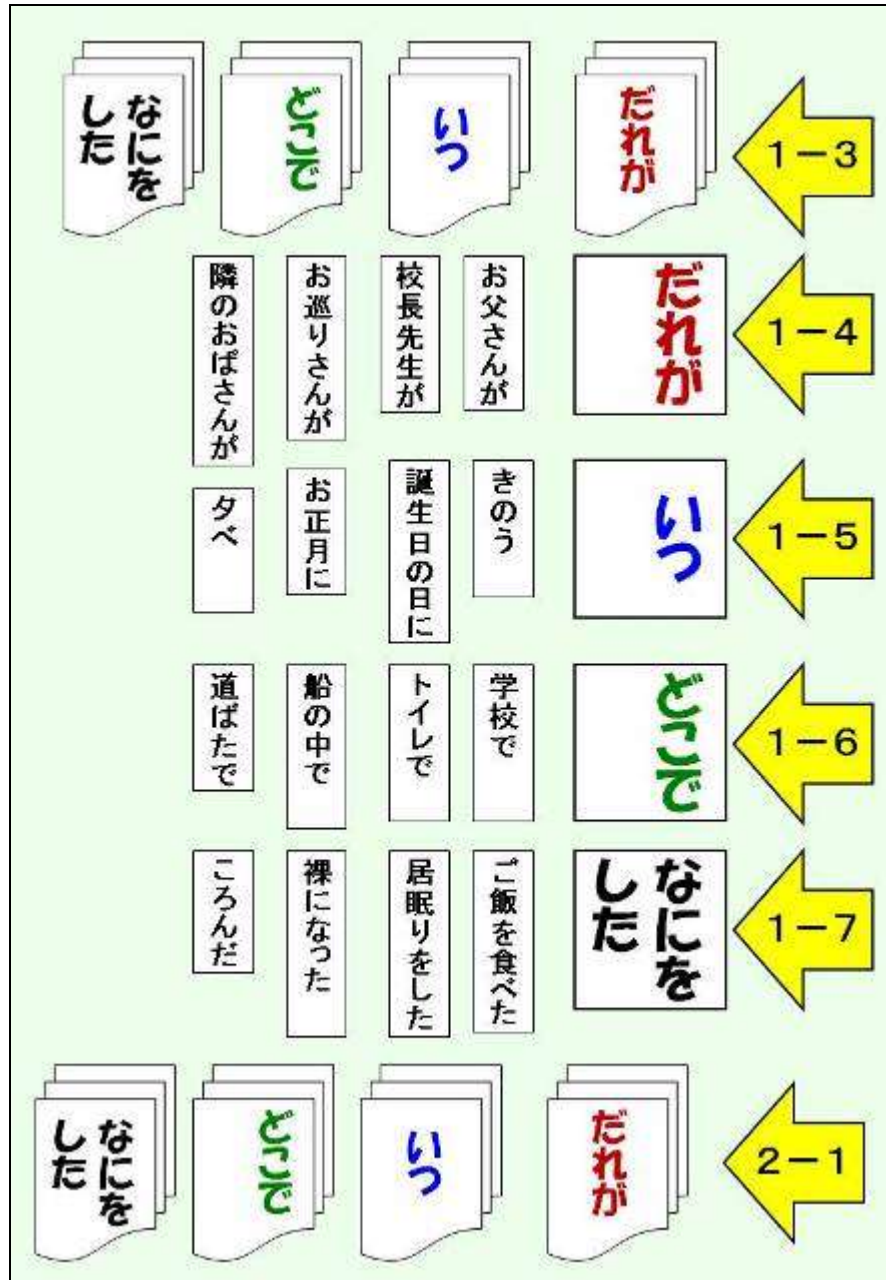 1－3
だれが
いつ
どこで
なにを
した
1－4
だれが
お父さんが
校長先生が
お巡りさんが
隣のおばさんが
1－5
いつ
きのう
誕生日の日に
お正月に
夕べ
1－6
どこで
学校で
トイレで
船の中で
道ばたで
1－7
なにを
した
ご飯を食べた
居眠りをした
裸になった
ころんだ
2－1
だれが
いつ
どこで
なにを
した